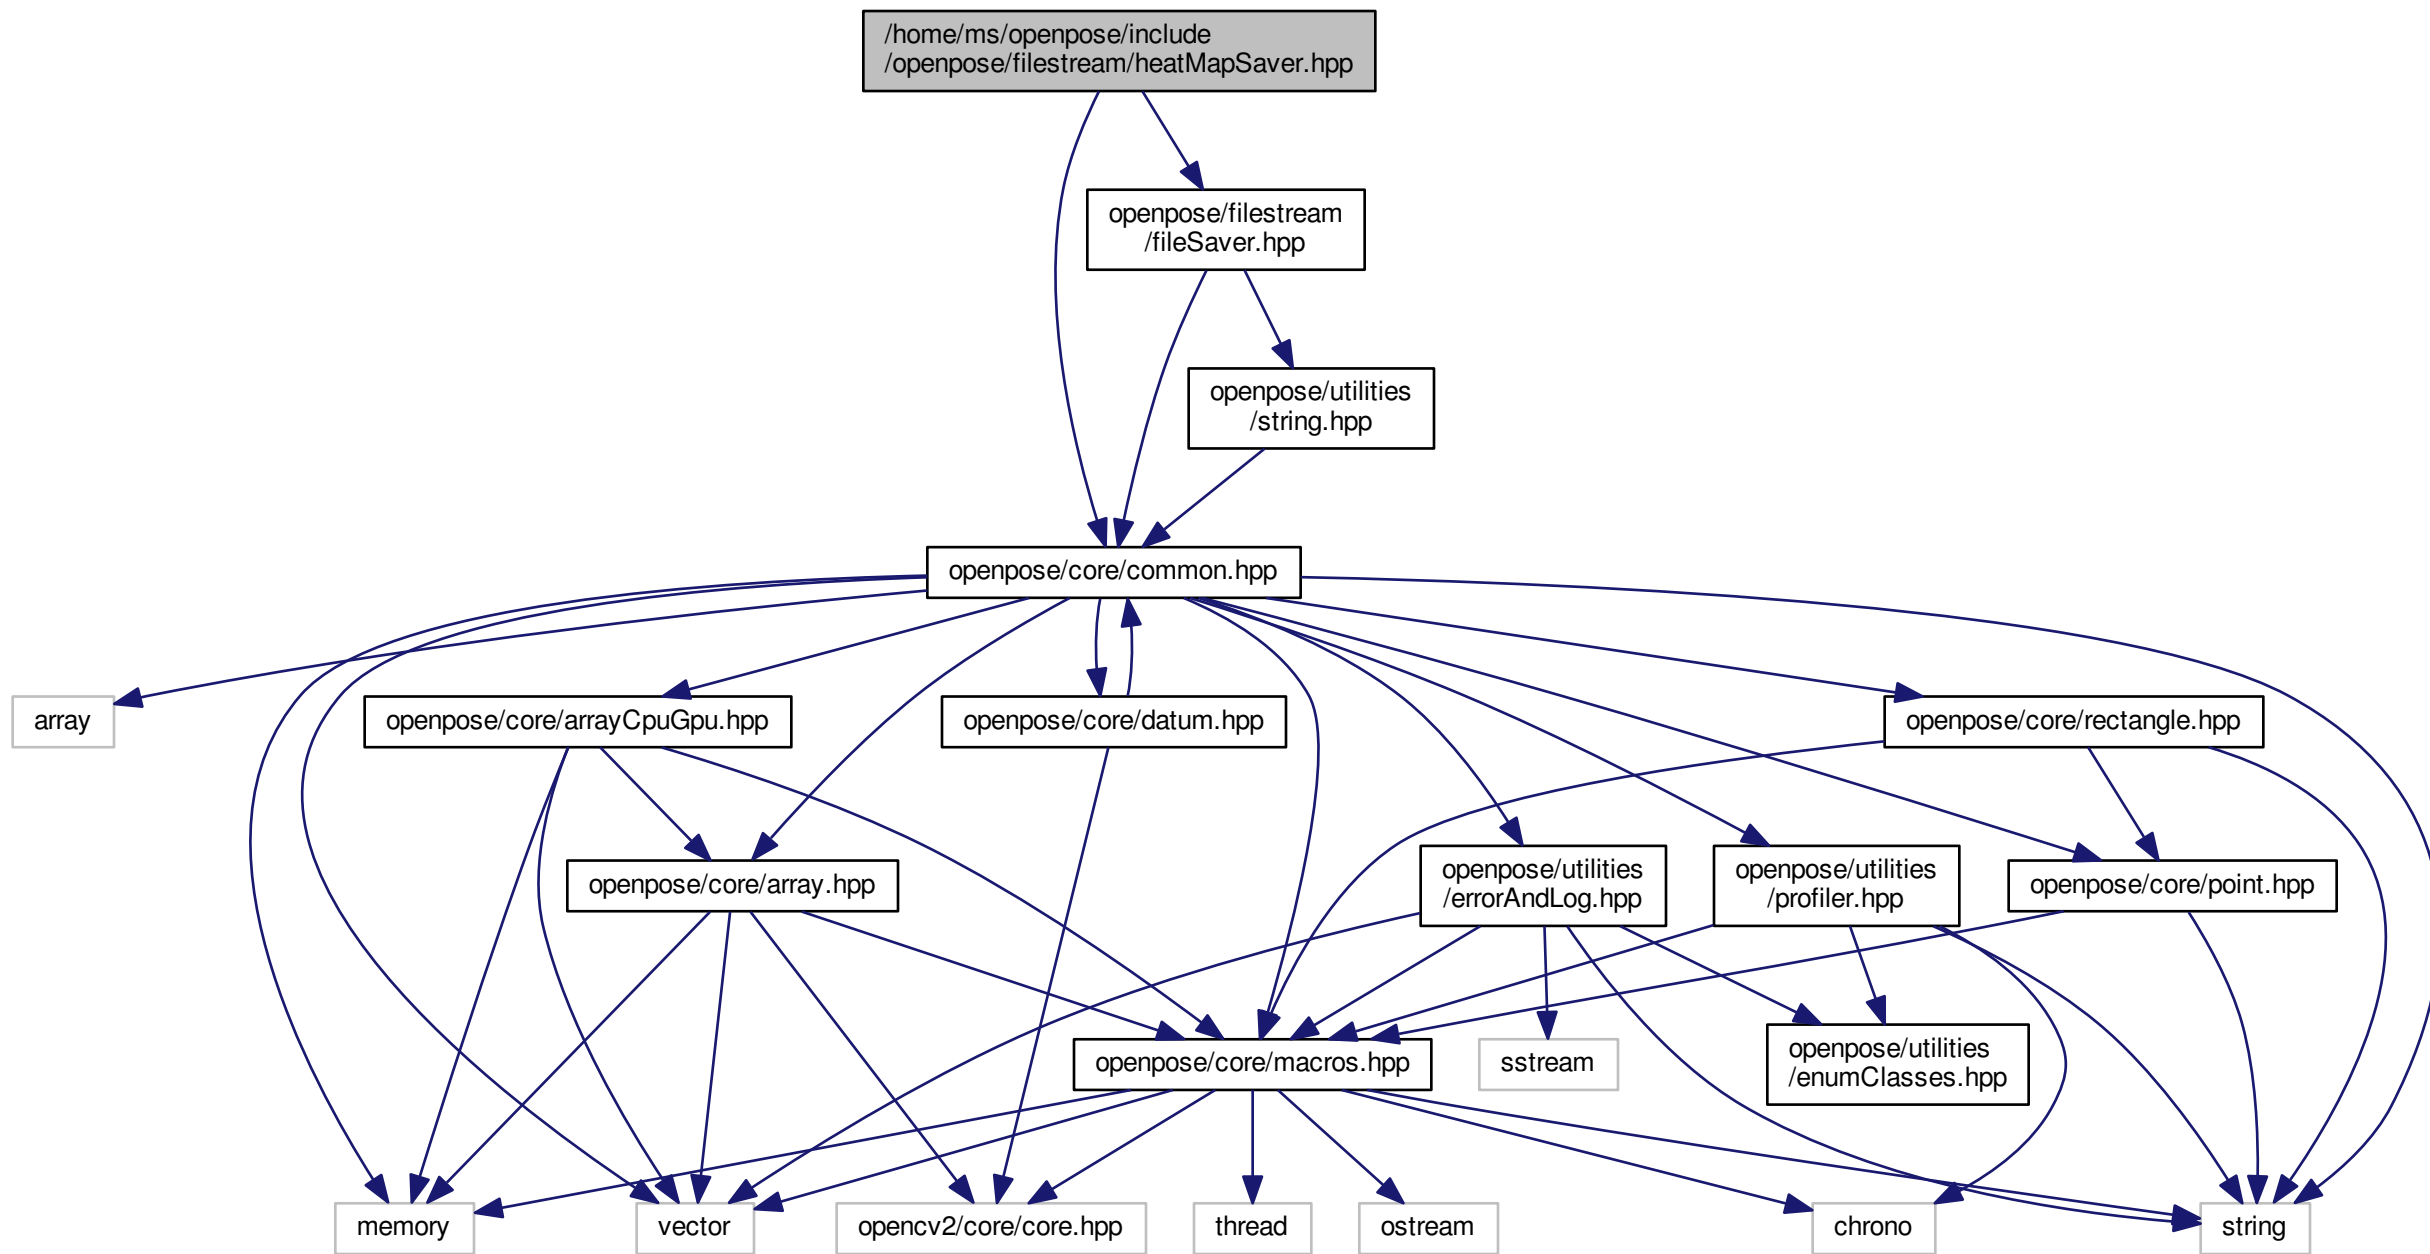 /home/ms/openpose/include
/openpose/filestream/heatMapSaver.hpp
openpose/filestream
/fileSaver.hpp
openpose/utilities
/string.hpp
openpose/core/common.hpp
array
openpose/core/arrayCpuGpu.hpp
openpose/core/datum.hpp
openpose/core/rectangle.hpp
openpose/core/array.hpp
openpose/utilities
/errorAndLog.hpp
openpose/utilities
/profiler.hpp
openpose/core/point.hpp
openpose/core/macros.hpp
sstream
openpose/utilities
/enumClasses.hpp
memory
vector
opencv2/core/core.hpp
thread
ostream
chrono
string